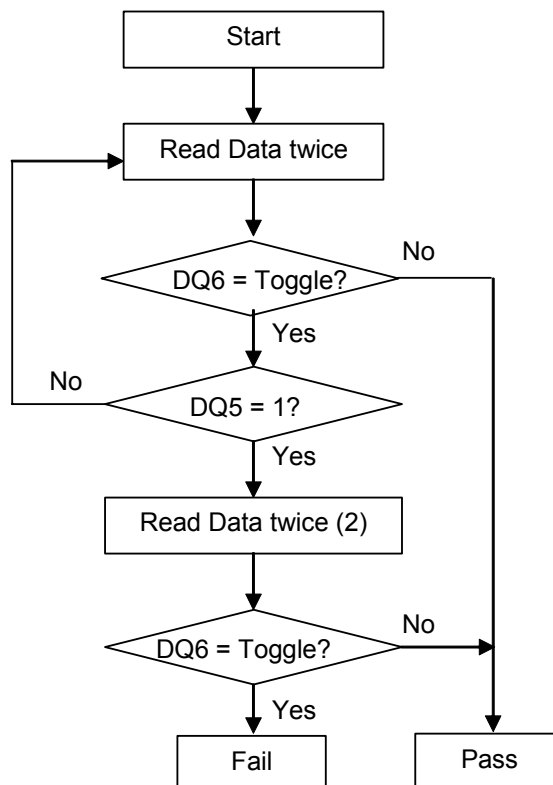 Start
Read Data twice
No
DQ6 = Toggle?
Yes
No
DQ5 = 1?
Yes
Read Data twice (2)
No
DQ6 = Toggle?
Yes
Fail
Pass